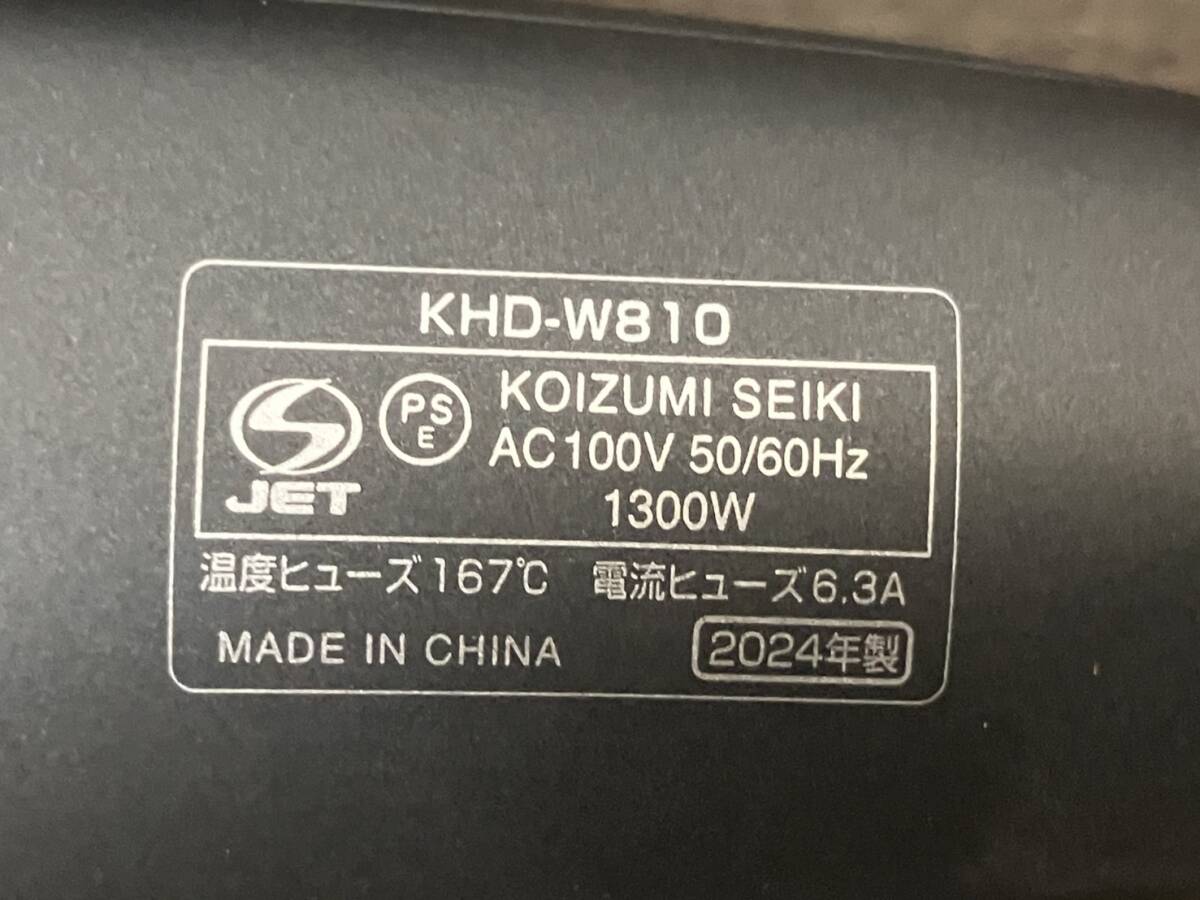 KHD-W810
JET
PS
E
KOIZUMI SEIKI
AC100V 50/60Hz
1300W
温度ヒューズ167℃ 電流ヒューズ6.3A
MADE IN CHINA 2024年製